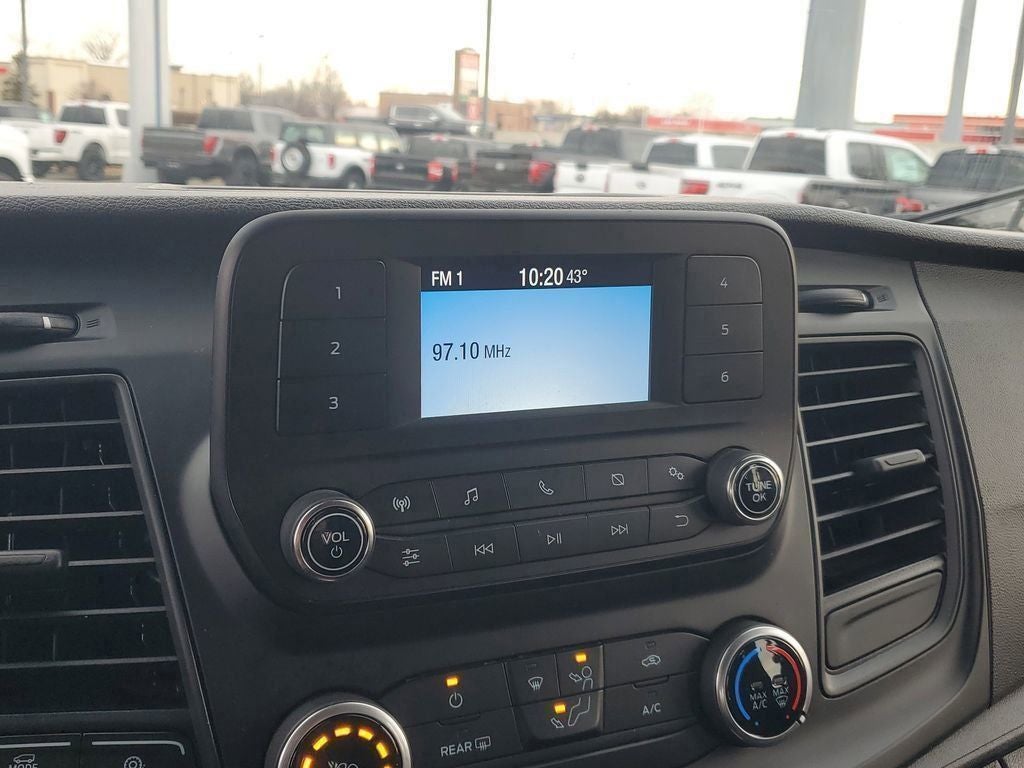 FM 1 10:20 43°
97.10 MHz
1
2
3
4
5
6
VOL
TUNE
OK
MAX
A/C
MAX
A/C
REAR
MODE